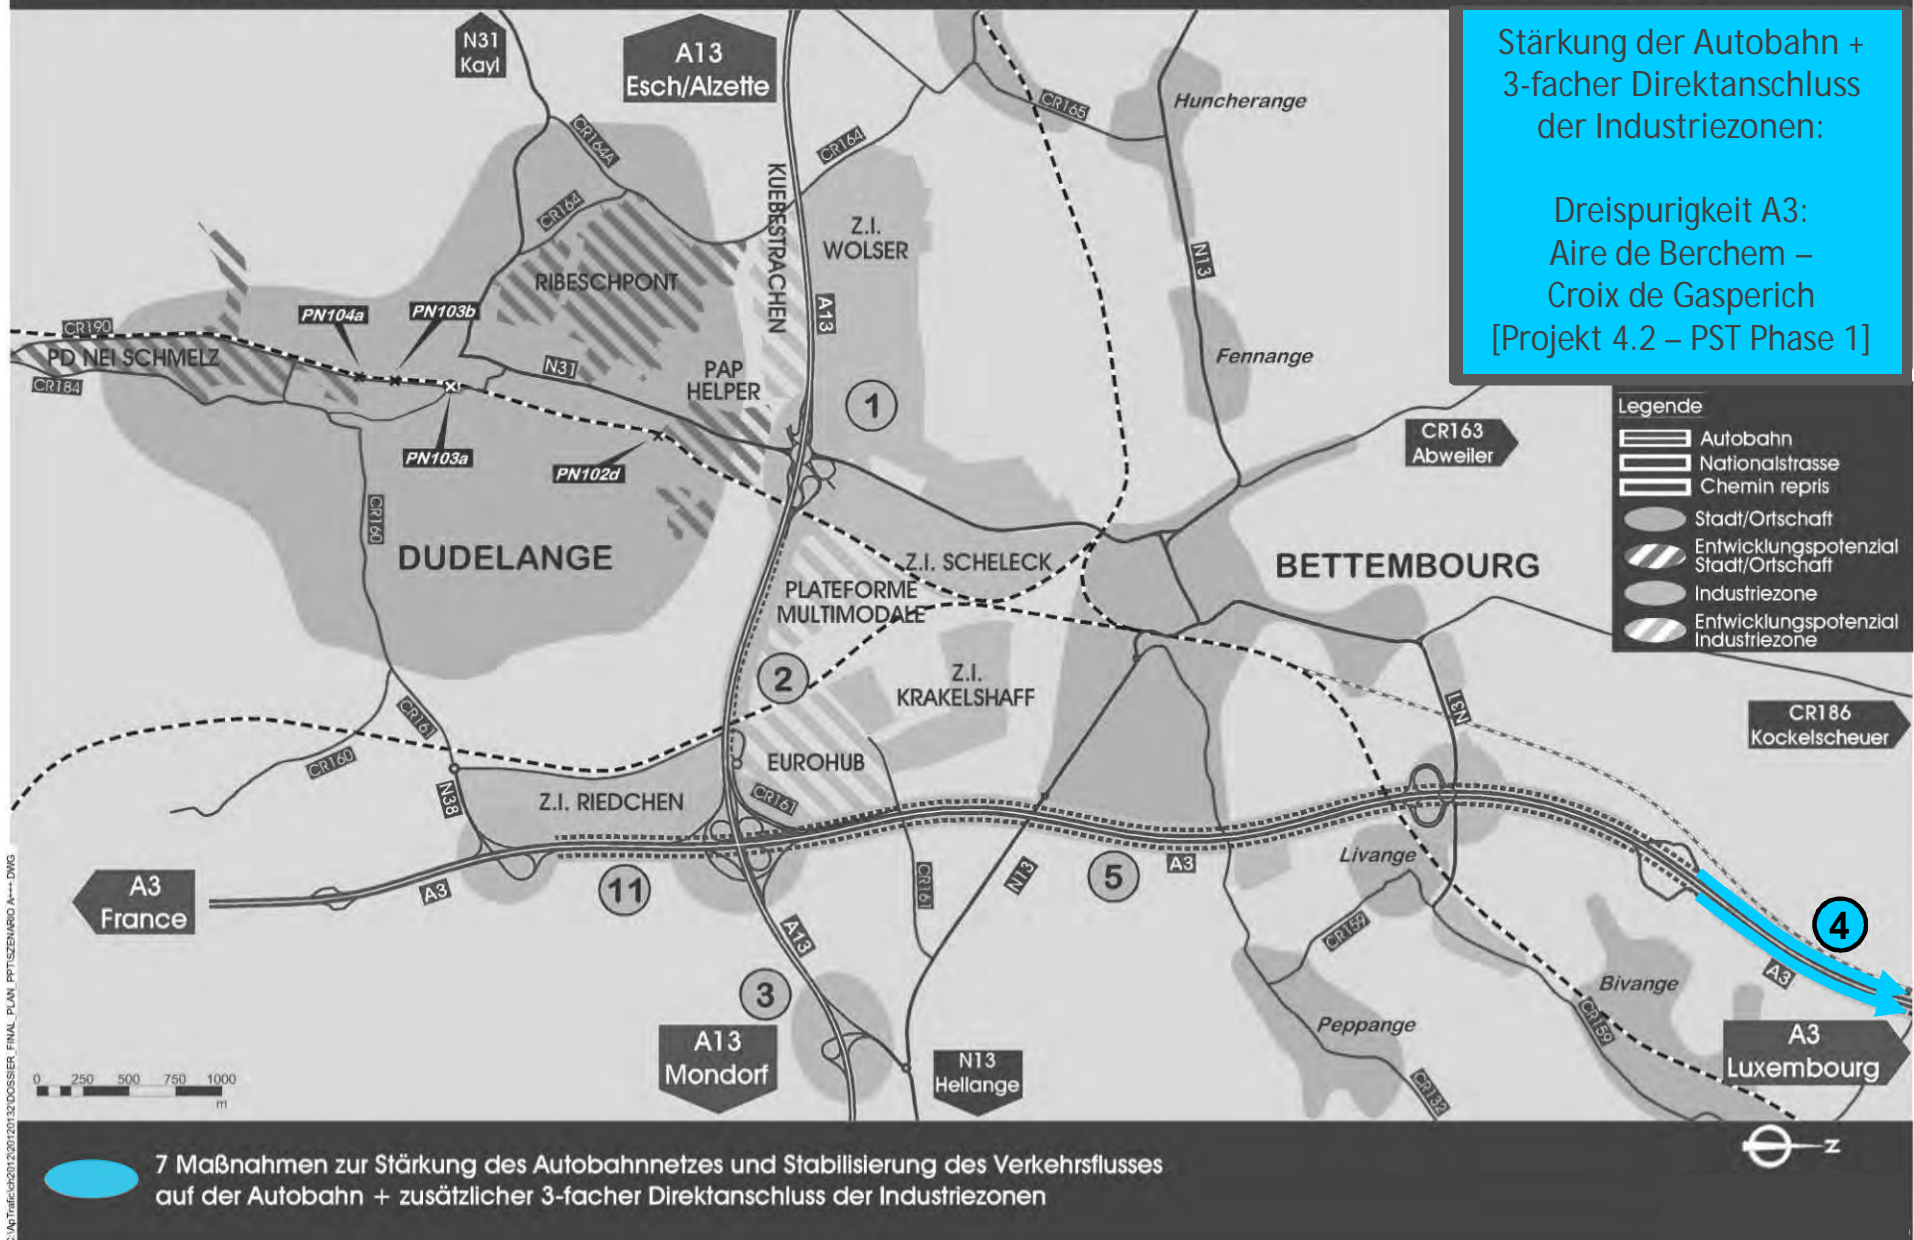 N31
Kayl
A13
Esch/Alzette
Stärkung der Autobahn +
3-facher Direktanschluss
der Industriezonen:
Dreispurigkeit A3:
Aire de Berchem –
Croix de Gasperich
[Projekt 4.2 – PST Phase 1]
CR165
Huncherange
CR164A
CR164
KUEBESTRACHEN
CR164
Z.I.
WOLSER
N13
RIBESCHPONT
A13
PN104a
PN103b
CR190
PD NEI SCHMELZ
CR184
N31
PAP
HELPER
Fennange
1
PN103a
PN102d
CR163
Abweiler
Legende
Autobahn
Nationalstrasse
Chemin repris
Stadt/Ortschaft
Entwicklungspotenzial
Stadt/Ortschaft
Industriezone
Entwicklungspotenzial
Industriezone
CR160
DUDELANGE
Z.I. SCHELECK
BETTEMBOURG
PLATEFORME
MULTIMODALE
2
Z.I.
KRAKELSHAFF
CR161
N31
CR186
Kockelscheuer
CR160
EUROHUB
N38
Z.I. RIEDCHEN
CR161
A3
France
A3
11
5
A3
Livange
CR161
N13
4
A13
CR159
A3
3
Bivange
Peppange
CR159
A13
Mondorf
N13
Hellange
A3
Luxembourg
CR132
0 250 500 750 1000
m
Z
7 Maßnahmen zur Stärkung des Autobahnnetzes und Stabilisierung des Verkehrsflusses
auf der Autobahn + zusätzlicher 3-facher Direktanschluss der Industriezonen